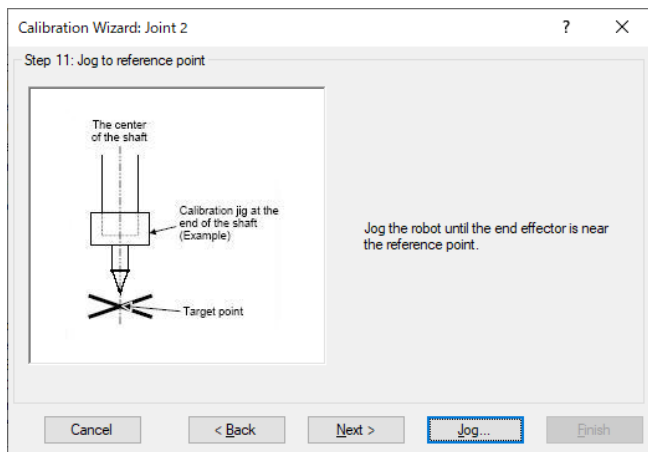 Calibration Wizard: Joint 2
?
Step 11: Jog to reference point
The center
of the shaft
Calibration jig at the
end of the shaft
(Example)
Target point
Jog the robot until the end effector is near
the reference point.
Cancel
< Back
Next >
Jog...
Finish